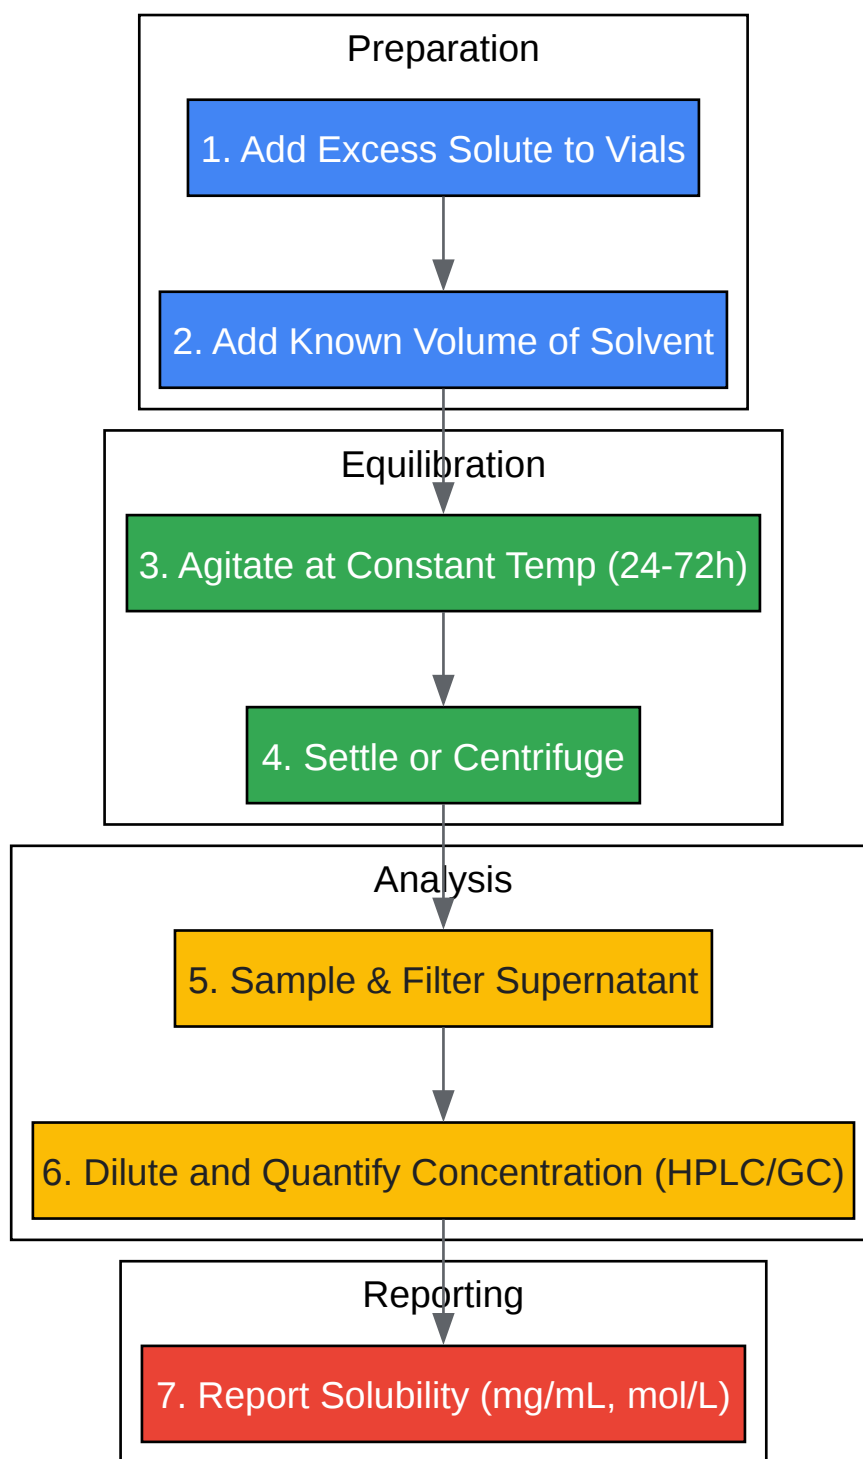 Preparation
1. Add Excess Solute to Vials
2. Add Known Volume of Solvent
Equilibration
3. Agitate at Constant Temp (24-72h)
4. Settle or Centrifuge
Analysis
5. Sample & Filter Supernatant
6. Dilute and Quantify Concentration (HPLC/GC)
Reporting
7. Report Solubility (mg/mL, mol/L)